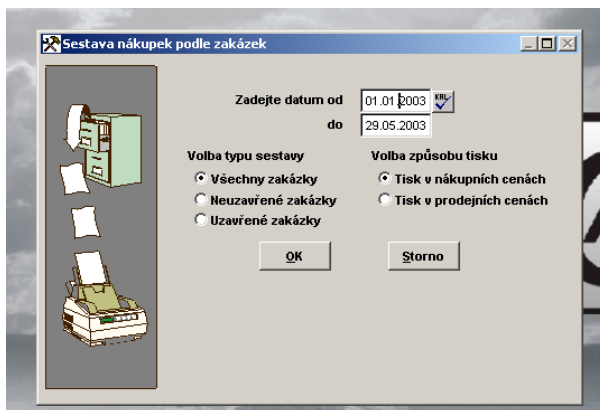 Sestava nákupek podle zakázek
Zadejte datum od 01.01.2003 KAL
do 29.05.2003
Volba typu sestavy Volba způsobu tisku
Všechny zakázky Tisk v nákupních cenách
Neuzavřené zakázky Tisk v prodejních cenách
Uzavřené zakázky
OK Storno